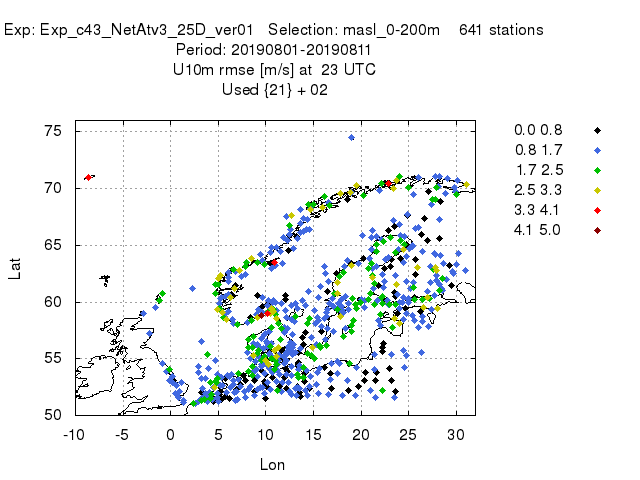 Exp: Exp_c43_NetAtv3_25D_ver01 Selection: masl_0-200m 641 stations
Period: 20190801-20190811
U10m rmse [m/s] at 23 UTC
Used {21} + 02
0.0 0.8
0.8 1.7
1.7 2.5
2.5 3.3
3.3 4.1
4.1 5.0
75
70
65
60
55
50
Lat
-10 -5 0 5 10 15 20 25 30
Lon